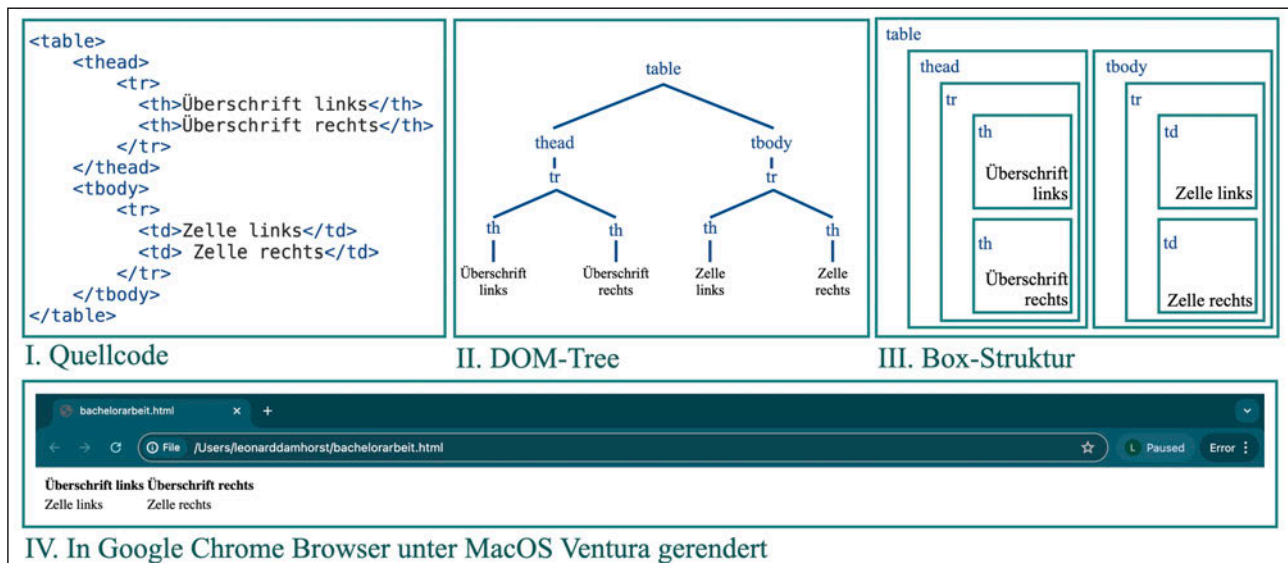 <table>
<thead>
<tr>
<th>Überschrift links</th>
<th>Überschrift rechts</th>
</tr>
</thead>
<tbody>
<tr>
<td>Zelle links</td>
<td> Zelle rechts</td>
</tr>
</tbody>
</table>
I. Quellcode
table
thead tbody
tr tr
th th th th
Überschrift Überschrift Zelle Zelle
links rechts links rechts
II. DOM-Tree
table
thead tbody
tr tr
th td
Überschrift
links Zelle links
th td
Überschrift
rechts Zelle rechts
III. Box-Struktur
bachelorarbeit.html
File /Users/leonarddamhorst/bachelorarbeit.html L Paused Error
Überschrift links Überschrift rechts
Zelle links Zelle rechts
IV. In Google Chrome Browser unter MacOS Ventura gerendert